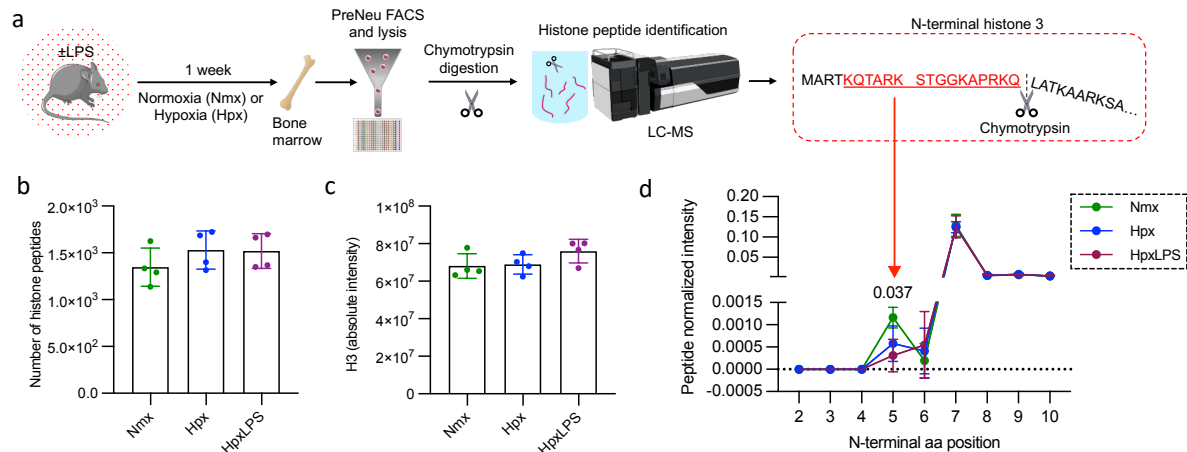 a
±LPS
1 week
Normoxia (Nmx) or
Hypoxia (Hpx)
Bone
marrow
PreNeu FACS
and lysis
Chymotrypsin
digestion
Histone peptide identification
LC-MS
N-terminal histone 3
MARTKQTARK STGGKAPRKQ
LATKAARKSA...
Chymotrypsin
b
Number of histone peptides
2.0×10³
1.5×10³
1.0×10³
5.0×10²
0.0
Nmx
Hpx
HpxLPS
c
H3 (absolute intensity)
1×10⁸
8×10⁷
6×10⁷
4×10⁷
2×10⁷
0
Nmx
Hpx
HpxLPS
d
Peptide normalized intensity
0.20
0.15
0.10
0.05
0.0015
0.0010
0.0005
0.0000
-0.0005
0.037
2 3 4 5 6 7 8 9 10
N-terminal aa position
Nmx
Hpx
HpxLPS